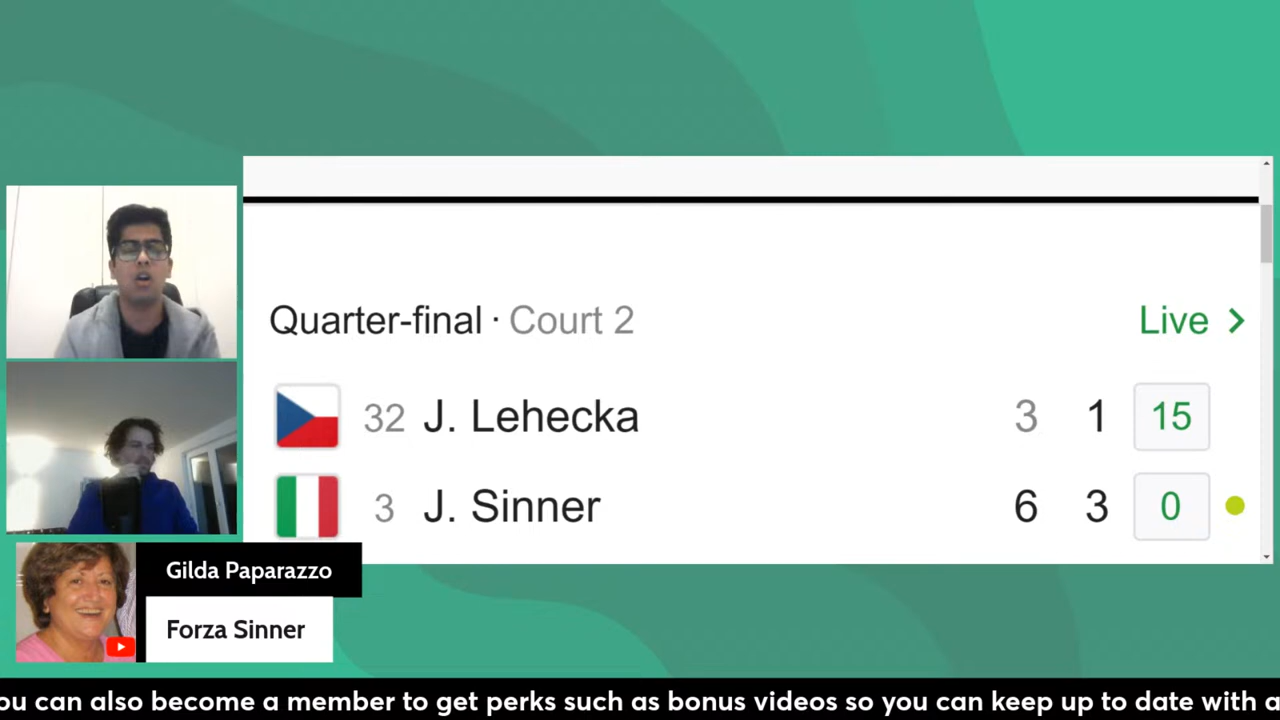 Quarter-final · Court 2 Live
32 J. Lehecka 3 1 15
3 J. Sinner 6 3 0
Gilda Paparazzo
Forza Sinner
ou can also become a member to get perks such as bonus videos so you can keep up to date with a